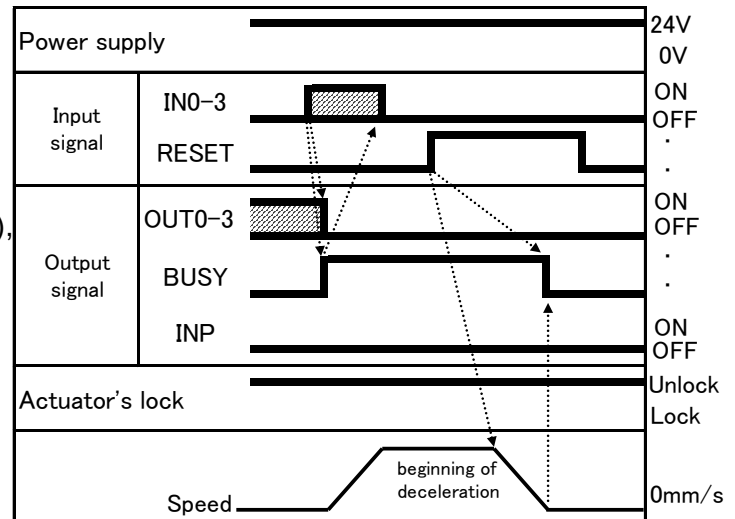 Power supply
24V
0V
Input
signal
IN0-3
ON
OFF
RESET
.
.
),
Output
signal
OUT0-3
ON
OFF
BUSY
.
.
INP
ON
OFF
Actuator's lock
Unlock
Lock
beginning of
deceleration
Speed
0mm/s